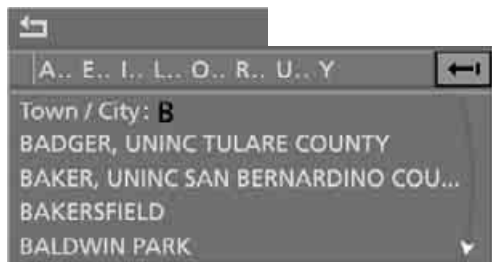 A.. E.. I.. L.. O.. R.. U.. Y
Town / City: B
BADGER, UNINC TULARE COUNTY
BAKER, UNINC SAN BERNARDINO COU...
BAKERSFIELD
BALDWIN PARK